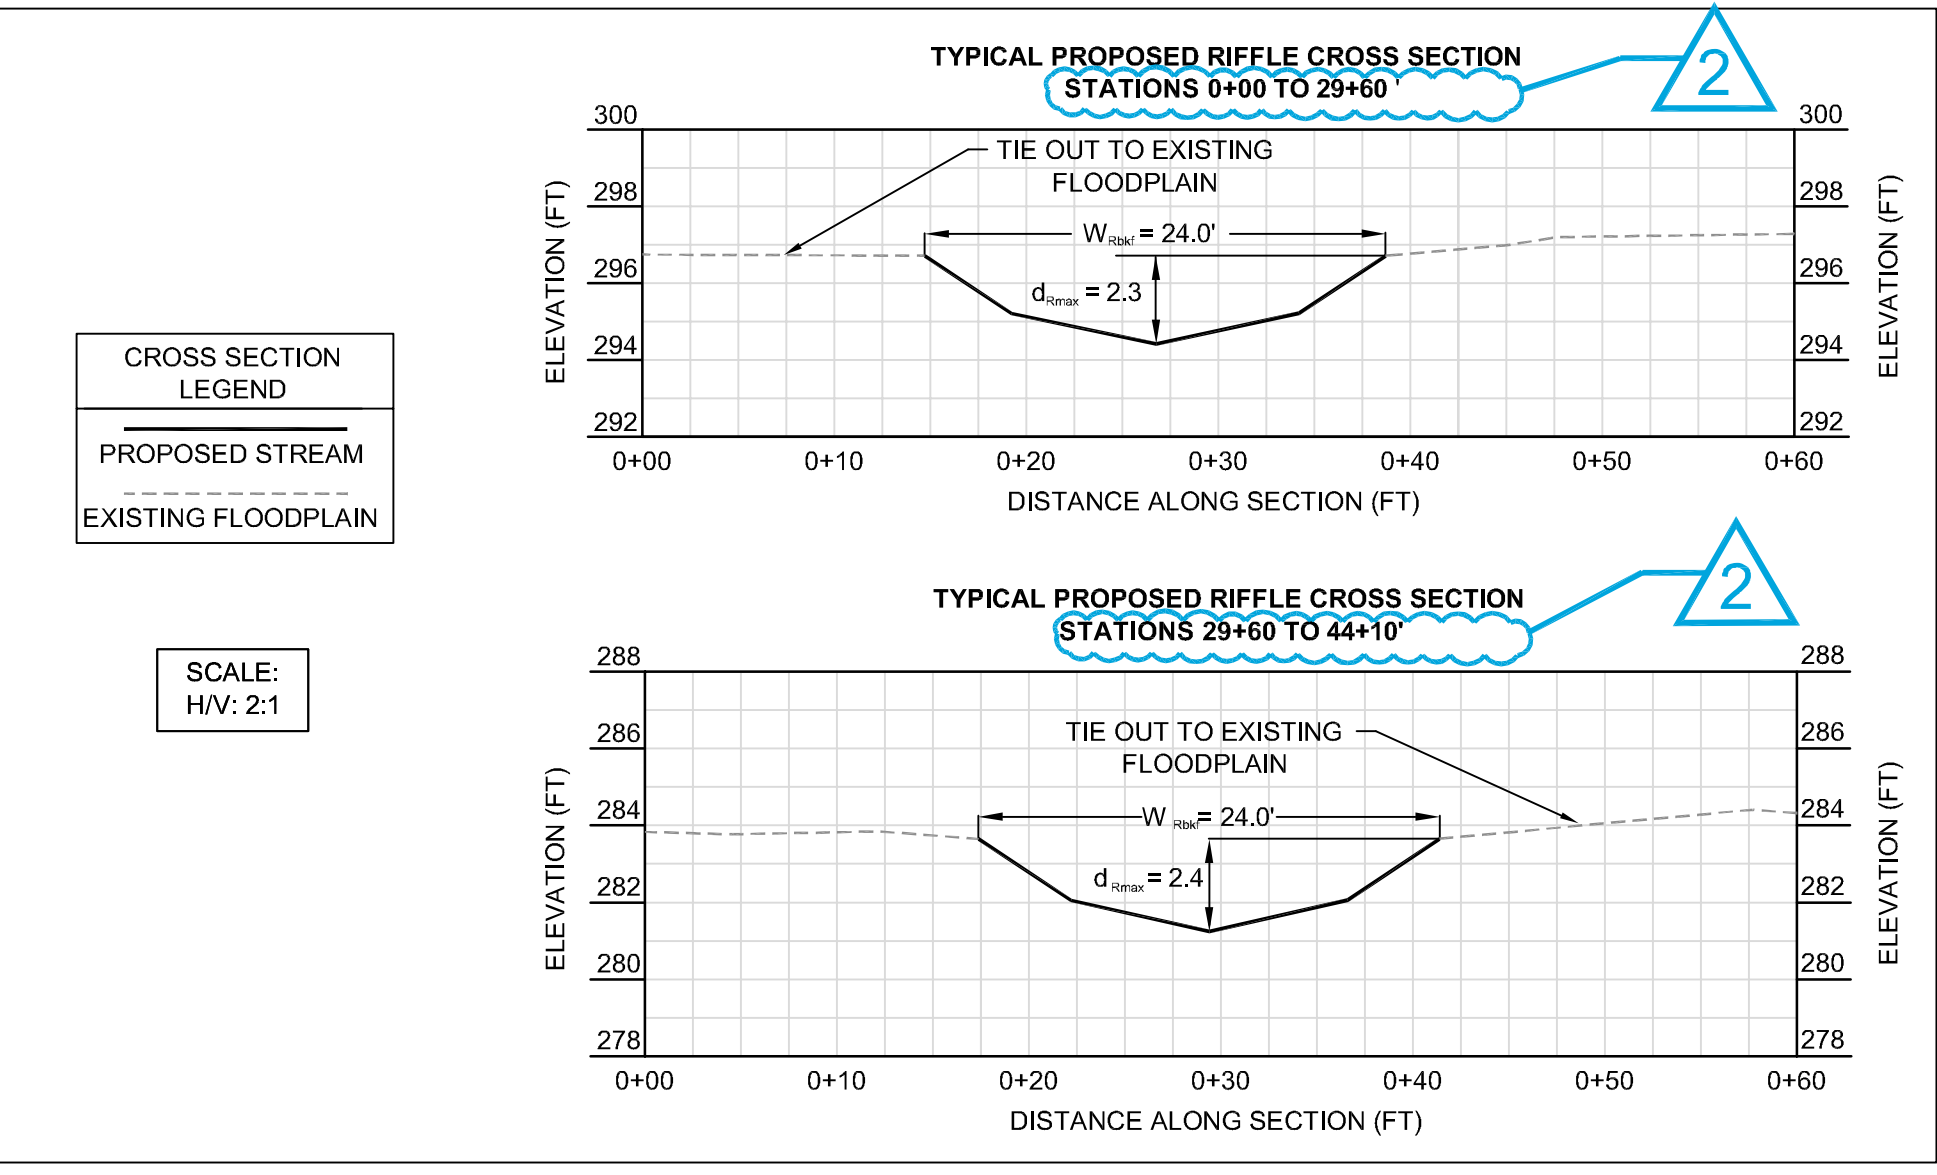 TYPICAL PROPOSED RIFFLE CROSS SECTION
STATIONS 0+00 TO 29+60 '
2
300
298
296
294
292
300
298
296
294
292
ELEVATION (FT)
ELEVATION (FT)
TIE OUT TO EXISTING
FLOODPLAIN
WRbkf = 24.0'
dRmax = 2.3
0+00 0+10 0+20 0+30 0+40 0+50 0+60
DISTANCE ALONG SECTION (FT)
CROSS SECTION
LEGEND
PROPOSED STREAM
EXISTING FLOODPLAIN
SCALE:
H/V: 2:1
TYPICAL PROPOSED RIFFLE CROSS SECTION
STATIONS 29+60 TO 44+10'
2
288
286
284
282
280
278
288
286
284
282
280
278
ELEVATION (FT)
ELEVATION (FT)
TIE OUT TO EXISTING
FLOODPLAIN
W Rbkf= 24.0'
d Rmax = 2.4
0+00 0+10 0+20 0+30 0+40 0+50 0+60
DISTANCE ALONG SECTION (FT)